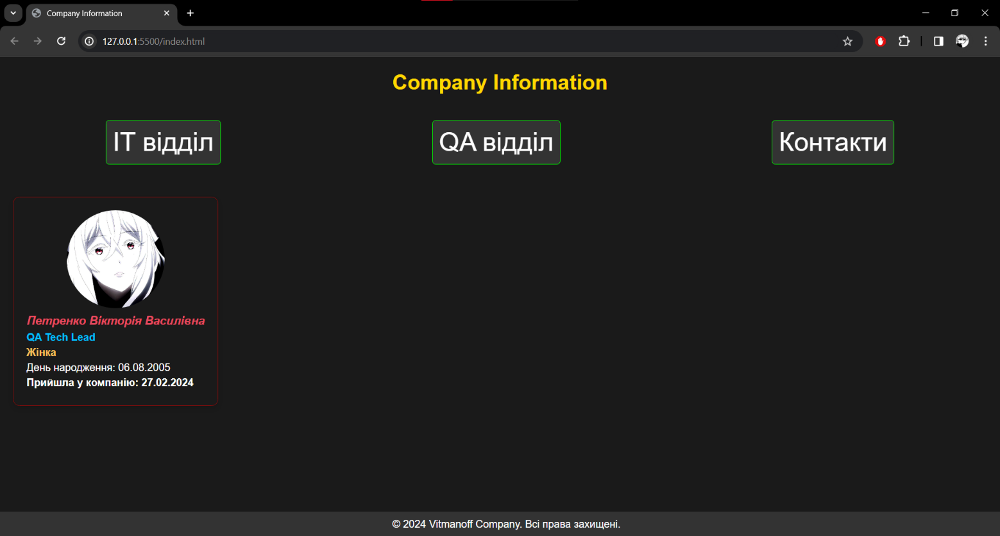 Company Information
127.0.0.1:5500/index.html
Company Information
IT відділ
QA відділ
Контакти
Петренко Вікторія Василівна
QA Tech Lead
Жінка
День народження: 06.08.2005
Прийшла у компанію: 27.02.2024
© 2024 Vitmanoff Company. Всі права захищені.